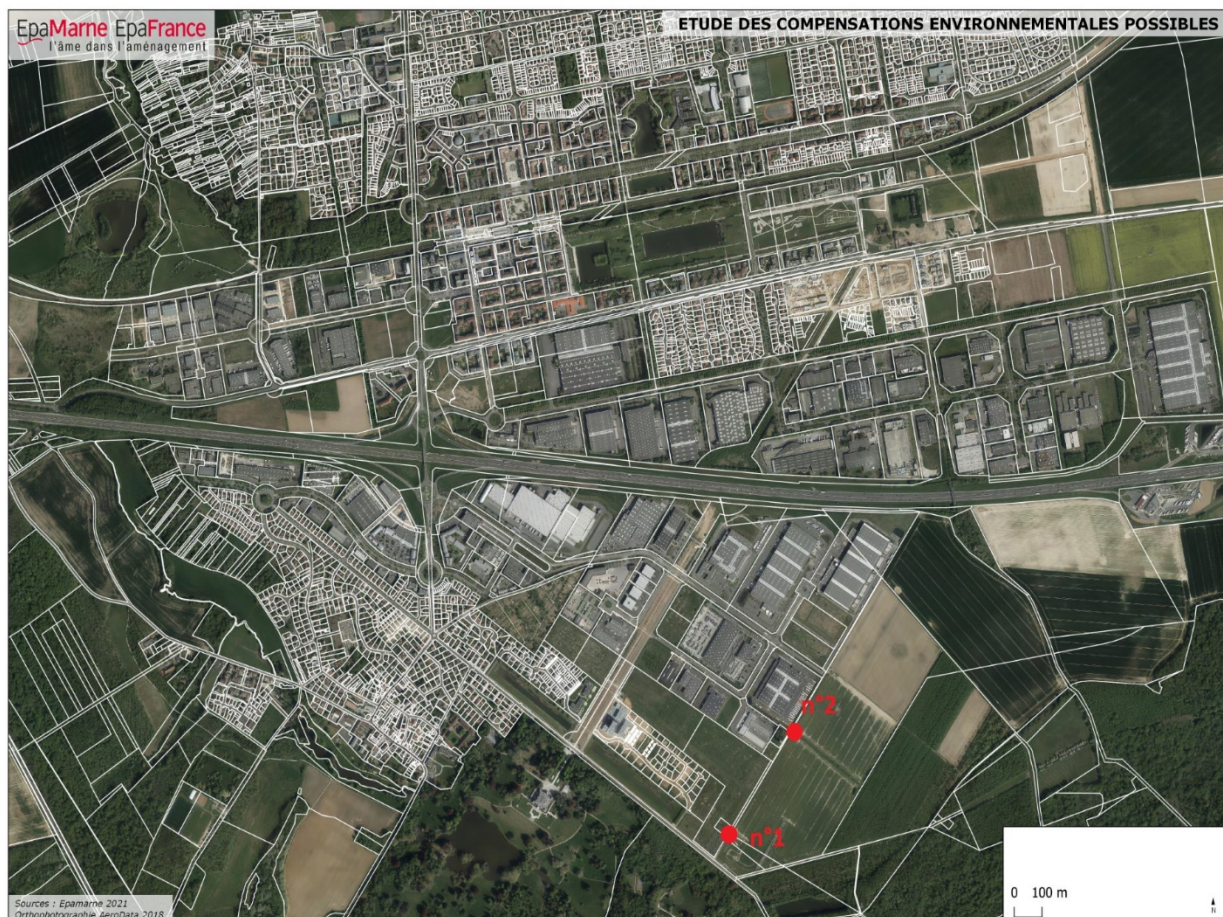 EpaMarne EpaFrance
l'âme dans l'aménagement
ETUDE DES COMPENSATIONS ENVIRONNEMENTALES POSSIBLES
n°2
n°1
0 100 m
N
Sources : Epamarne 2021
Orthophotographie AeroData 2018